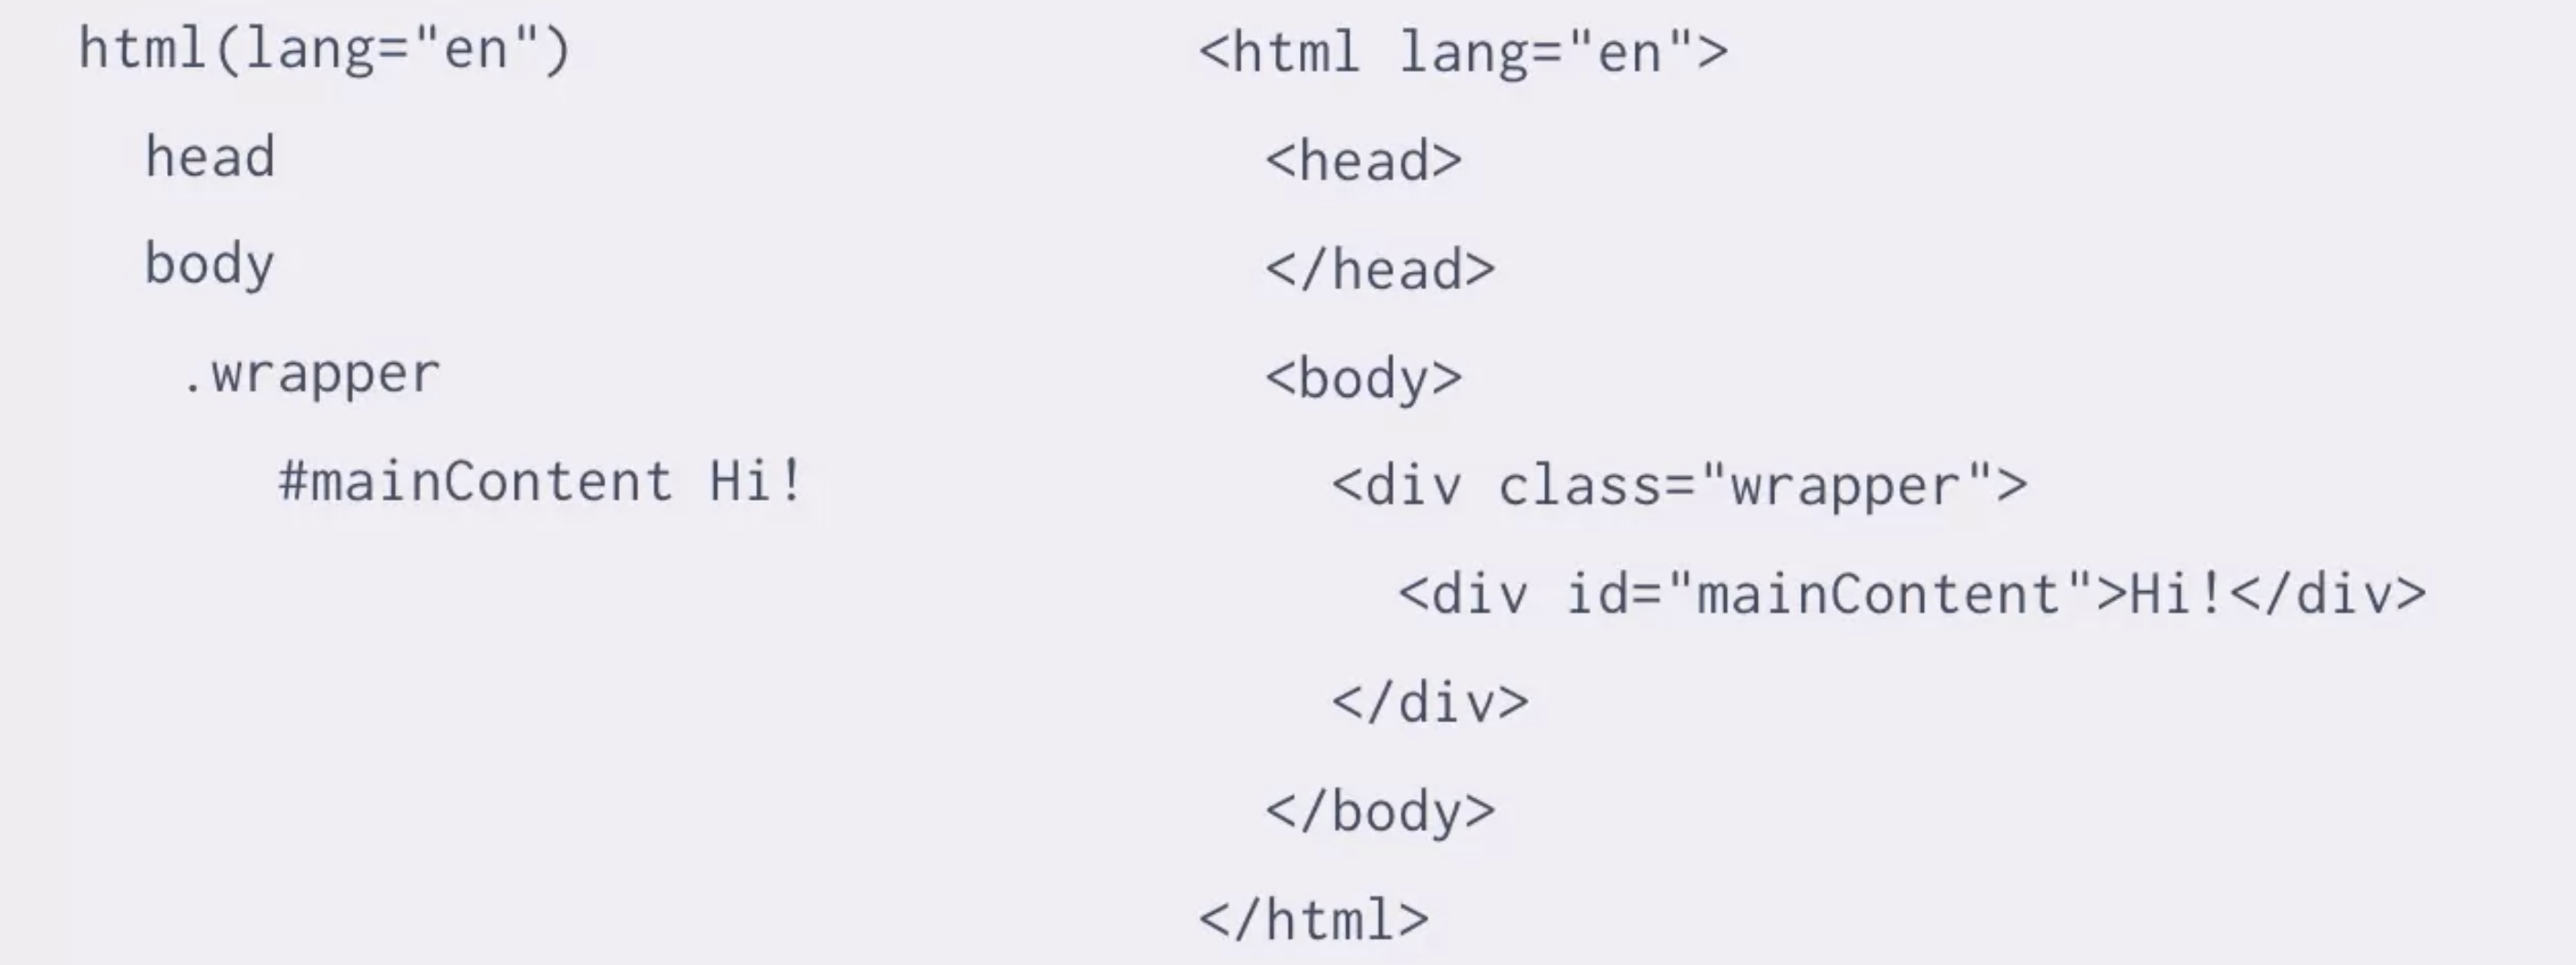 html(lang="en")
  head
  body
   .wrapper
      #mainContent Hi!
<html lang="en">
  <head>
  </head>
  <body>
    <div class="wrapper">
      <div id="mainContent">Hi!</div>
    </div>
  </body>
</html>